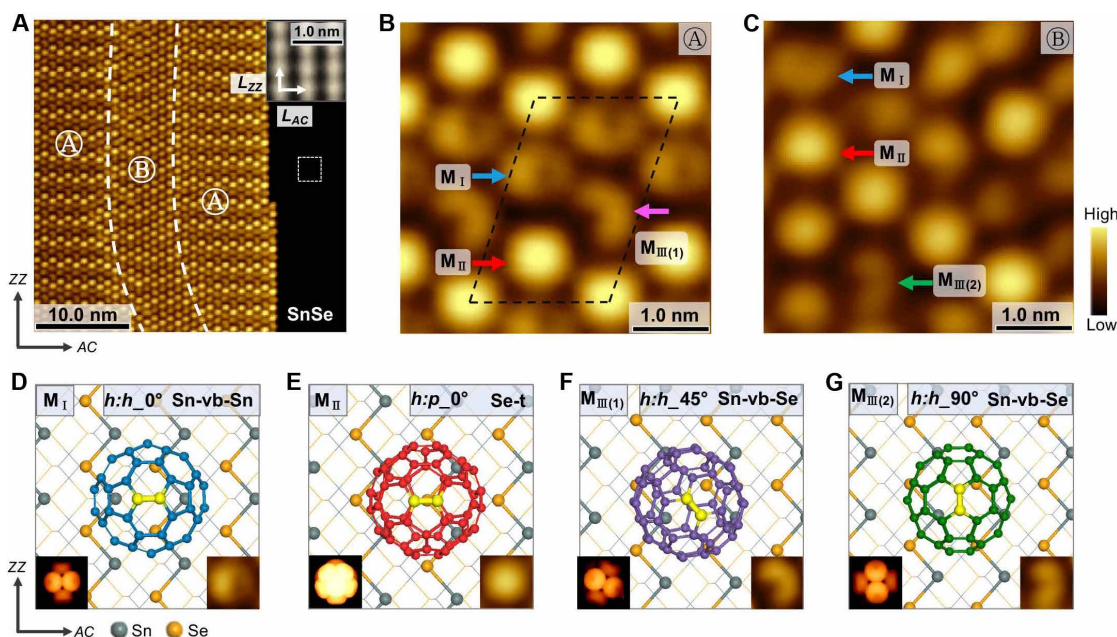 A
B
C
1.0 nm
Ⓐ
Ⓑ
L_ZZ
L_AC
Ⓐ
Ⓑ
Ⓐ
M_I
M_I
M_II
M_III(1)
M_II
M_III(2)
High
Low
ZZ
AC
10.0 nm
SnSe
1.0 nm
1.0 nm
D
E
F
G
M_I h:h_0° Sn-vb-Sn
M_II h:p_0° Se-t
M_III(1) h:h_45° Sn-vb-Se
M_III(2) h:h_90° Sn-vb-Se
ZZ
AC
Sn Se